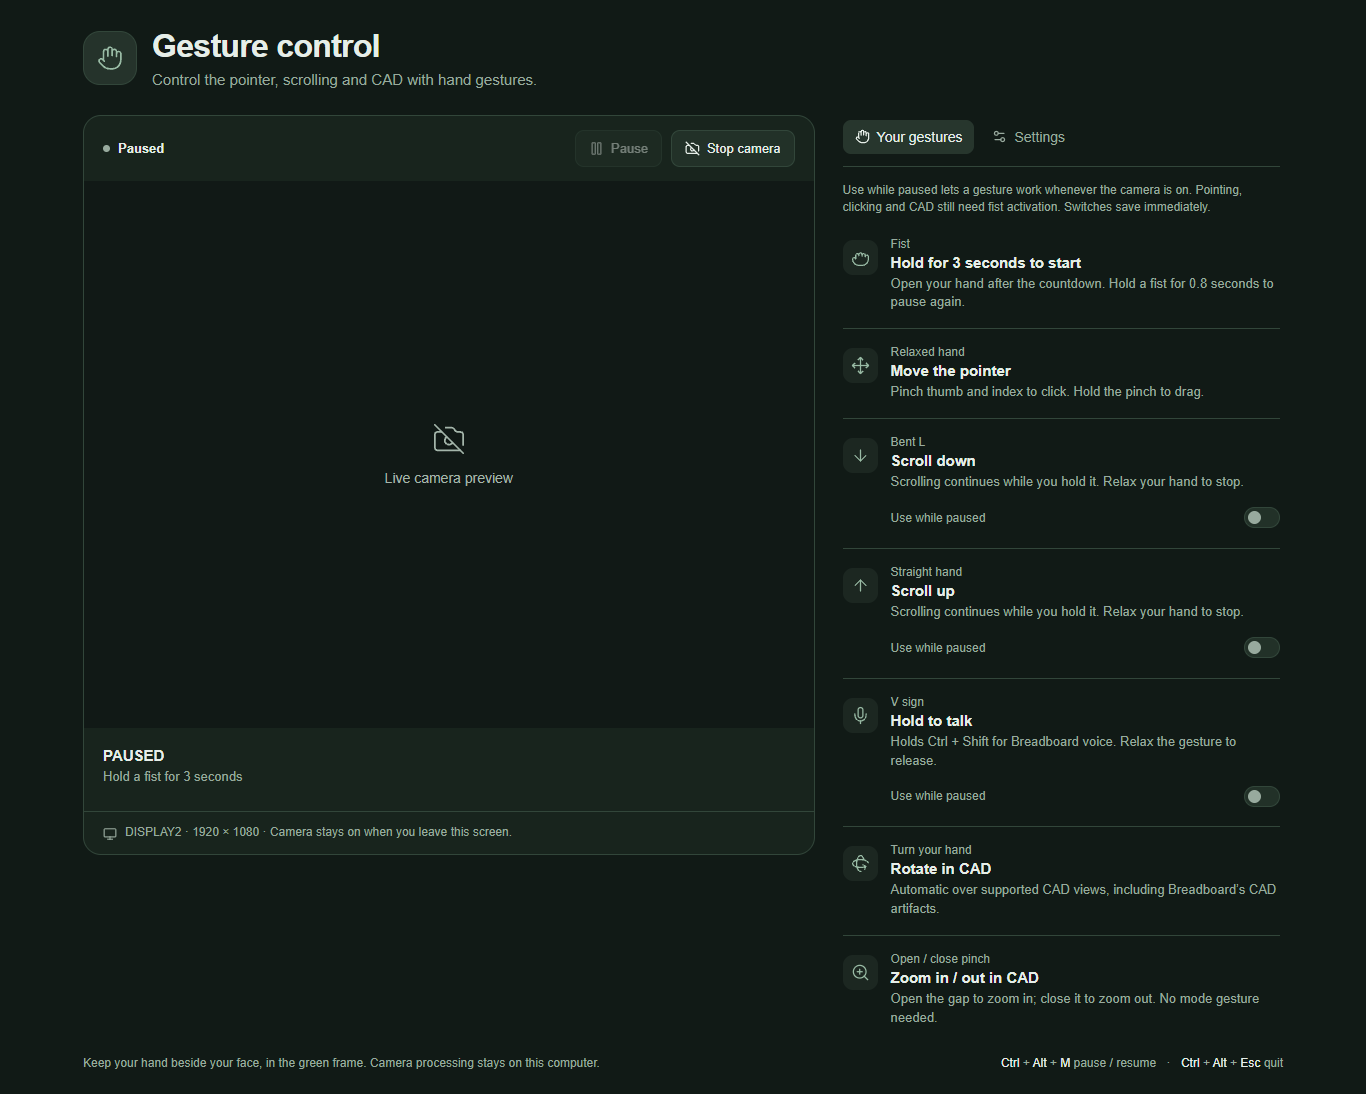 Gesture control
Control the pointer, scrolling and CAD with hand gestures.
Paused
Pause
Stop camera
Live camera preview
PAUSED
Hold a fist for 3 seconds
DISPLAY2 · 1920 × 1080 · Camera stays on when you leave this screen.
Your gestures
Settings
Use while paused lets a gesture work whenever the camera is on. Pointing,
clicking and CAD still need fist activation. Switches save immediately.
Fist
Hold for 3 seconds to start
Open your hand after the countdown. Hold a fist for 0.8 seconds to
pause again.
Relaxed hand
Move the pointer
Pinch thumb and index to click. Hold the pinch to drag.
Bent L
Scroll down
Scrolling continues while you hold it. Relax your hand to stop.
Use while paused
Straight hand
Scroll up
Scrolling continues while you hold it. Relax your hand to stop.
Use while paused
V sign
Hold to talk
Holds Ctrl + Shift for Breadboard voice. Relax the gesture to
release.
Use while paused
Turn your hand
Rotate in CAD
Automatic over supported CAD views, including Breadboard's CAD
artifacts.
Open / close pinch
Zoom in / out in CAD
Open the gap to zoom in; close it to zoom out. No mode gesture
needed.
Keep your hand beside your face, in the green frame. Camera processing stays on this computer.
Ctrl + Alt + M pause / resume · Ctrl + Alt + Esc quit